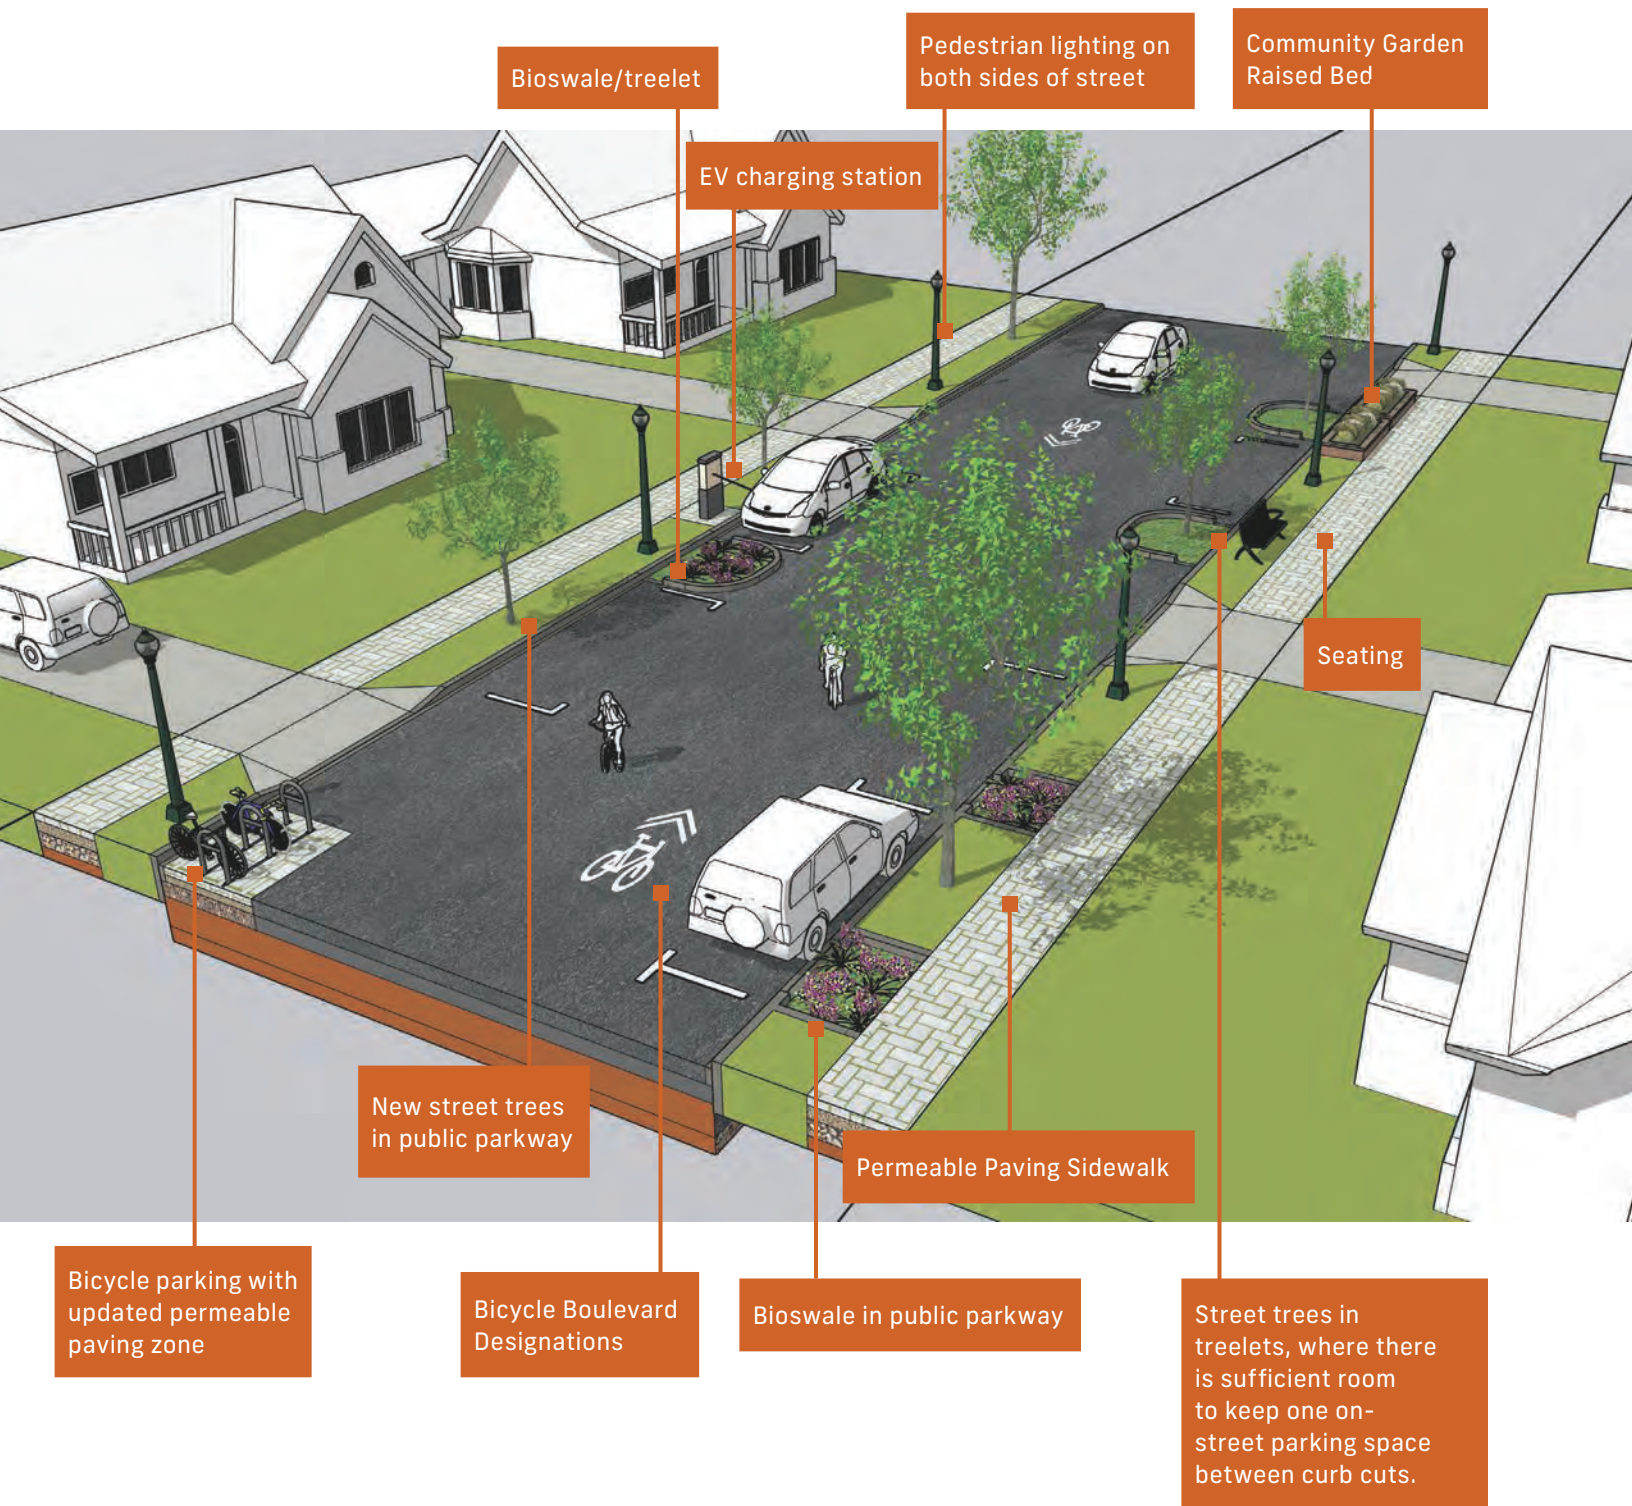 Pedestrian lighting on
both sides of street
Community Garden
Raised Bed
Bioswale/treelet
EV charging station
Seating
New street trees
in public parkway
Permeable Paving Sidewalk
Bicycle parking with
updated permeable
paving zone
Bicycle Boulevard
Designations
Bioswale in public parkway
Street trees in
treelets, where there
is sufficient room
to keep one on-
street parking space
between curb cuts.